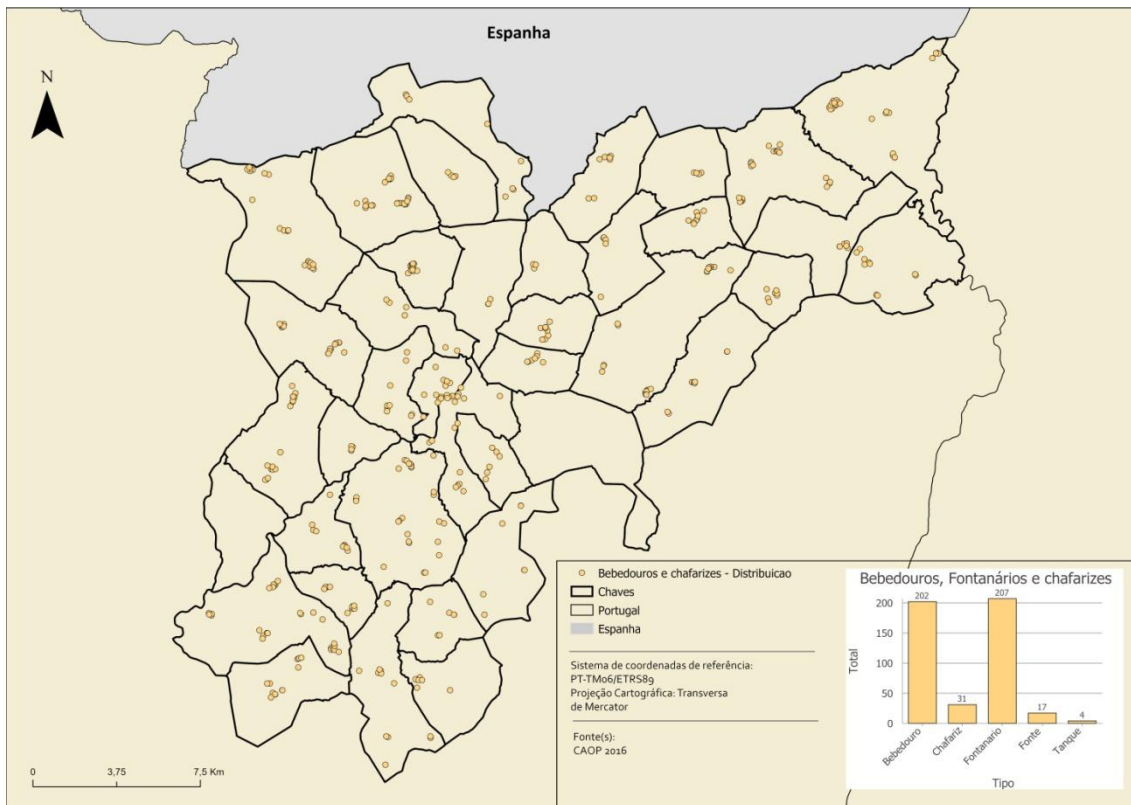 Espanha
N
Bebedouros e chafarizes - Distribuicao
Chaves
Portugal
Espanha
Sistema de coordenadas de referência:
PT-TM06/ETRS89
Projeção Cartográfica: Transversa
de Mercator
Fonte(s):
CAOP 2016
0 3,75 7,5 Km
Bebedouros, Fontanários e chafarizes
Total
200
150
100
50
0
202
31
207
17
4
Bebedouro
Chafariz
Fontanario
Fonte
Tanque
Tipo